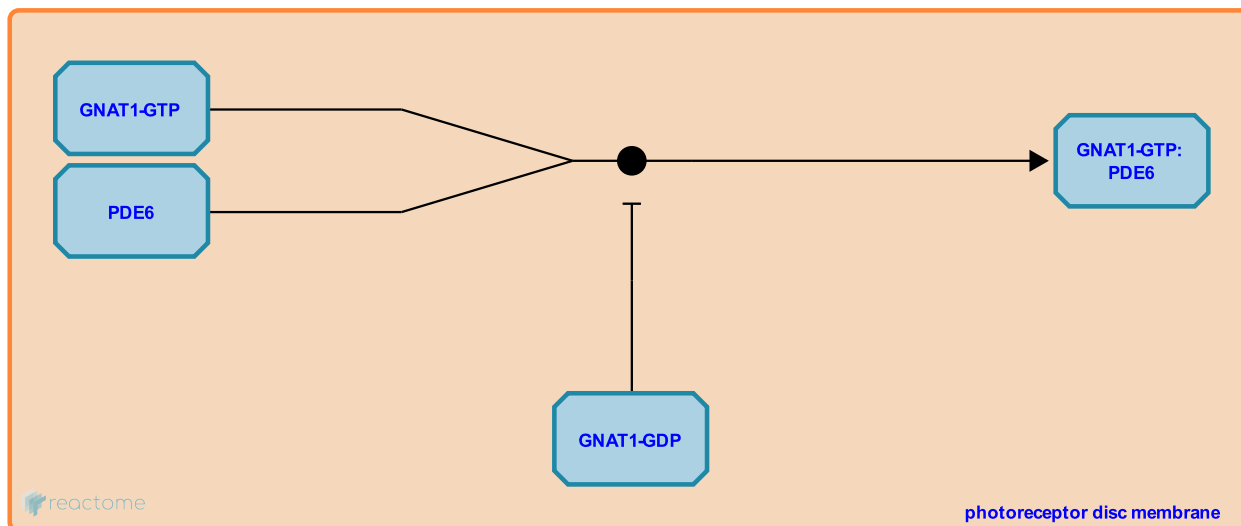 GNAT1-GTP
PDE6
GNAT1-GTP:
PDE6
GNAT1-GDP
reactome
photoreceptor disc membrane